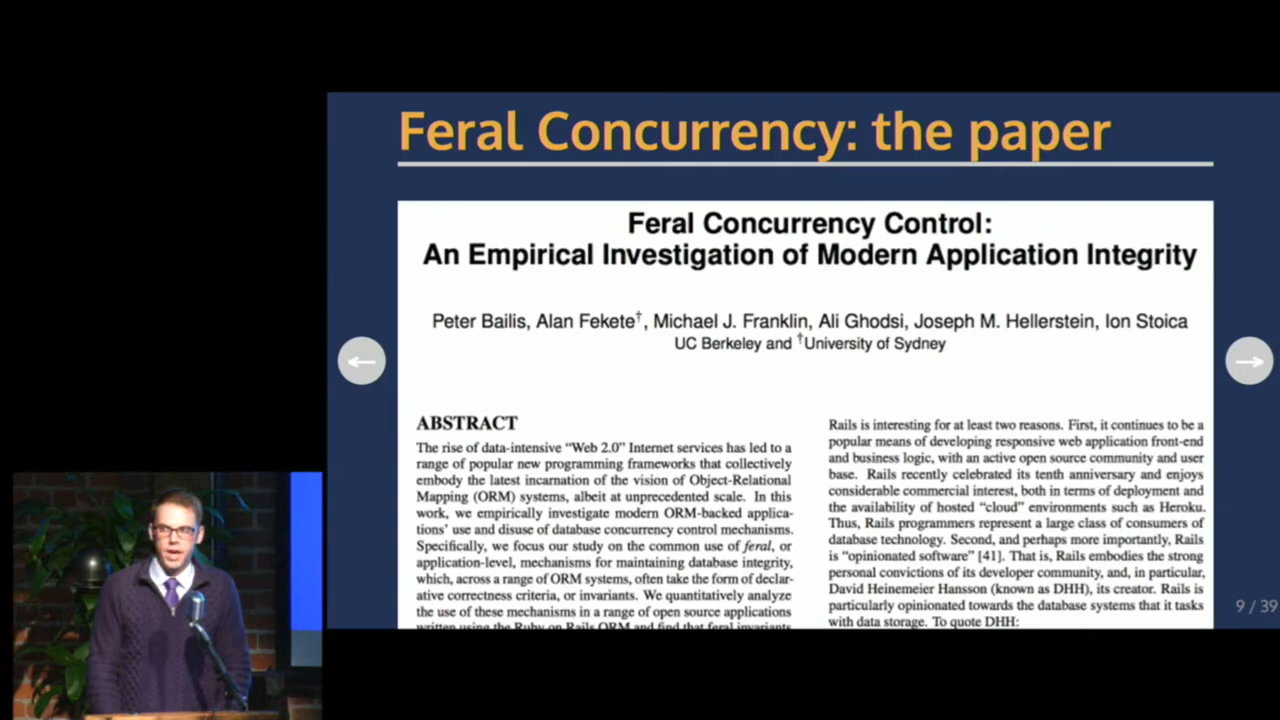 Feral Concurrency: the paper
Feral Concurrency Control:
An Empirical Investigation of Modern Application Integrity
Peter Bailis, Alan Fekete†, Michael J. Franklin, Ali Ghodsi, Joseph M. Hellerstein, Ion Stoica
UC Berkeley and †University of Sydney
ABSTRACT
The rise of data-intensive “Web 2.0” Internet services has led to a
range of popular new programming frameworks that collectively
embody the latest incarnation of the vision of Object-Relational
Mapping (ORM) systems, albeit at unprecedented scale. In this
work, we empirically investigate modern ORM-backed applica-
tions’ use and disuse of database concurrency control mechanisms.
Specifically, we focus our study on the common use of feral, or
application-level, mechanisms for maintaining database integrity,
which, across a range of ORM systems, often take the form of declar-
ative correctness criteria, or invariants. We quantitatively analyze
the use of these mechanisms in a range of open source applications
written using the Ruby on Rails ORM and find that feral invariants
Rails is interesting for at least two reasons. First, it continues to be a
popular means of developing responsive web application front-end
and business logic, with an active open source community and user
base. Rails recently celebrated its tenth anniversary and enjoys
considerable commercial interest, both in terms of deployment and
the availability of hosted “cloud” environments such as Heroku.
Thus, Rails programmers represent a large class of consumers of
database technology. Second, and perhaps more importantly, Rails
is “opinionated software” [41]. That is, Rails embodies the strong
personal convictions of its developer community, and, in particular,
David Heinemeier Hansson (known as DHH), its creator. Rails is
particularly opinionated towards the database systems that it tasks
with data storage. To quote DHH:
9 / 39